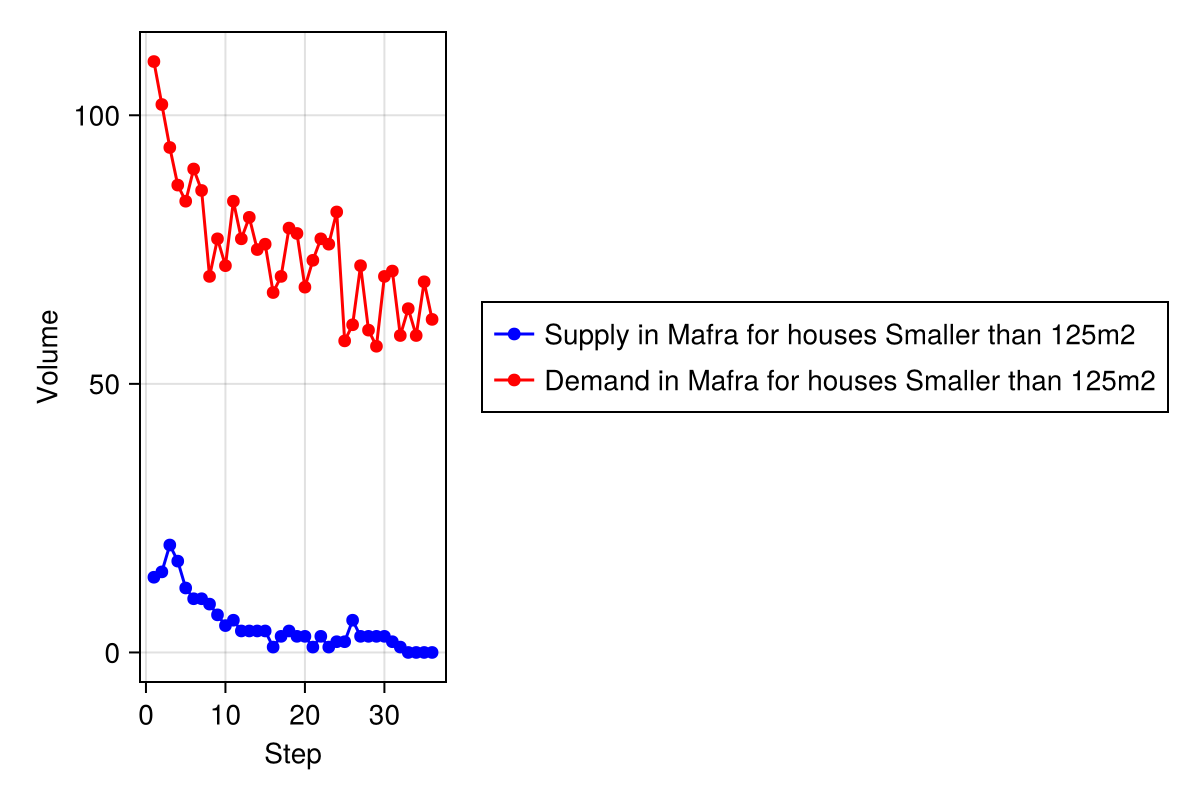 Volume
100
50
0
0 10 20 30
Step
Supply in Mafra for houses Smaller than 125m2
Demand in Mafra for houses Smaller than 125m2